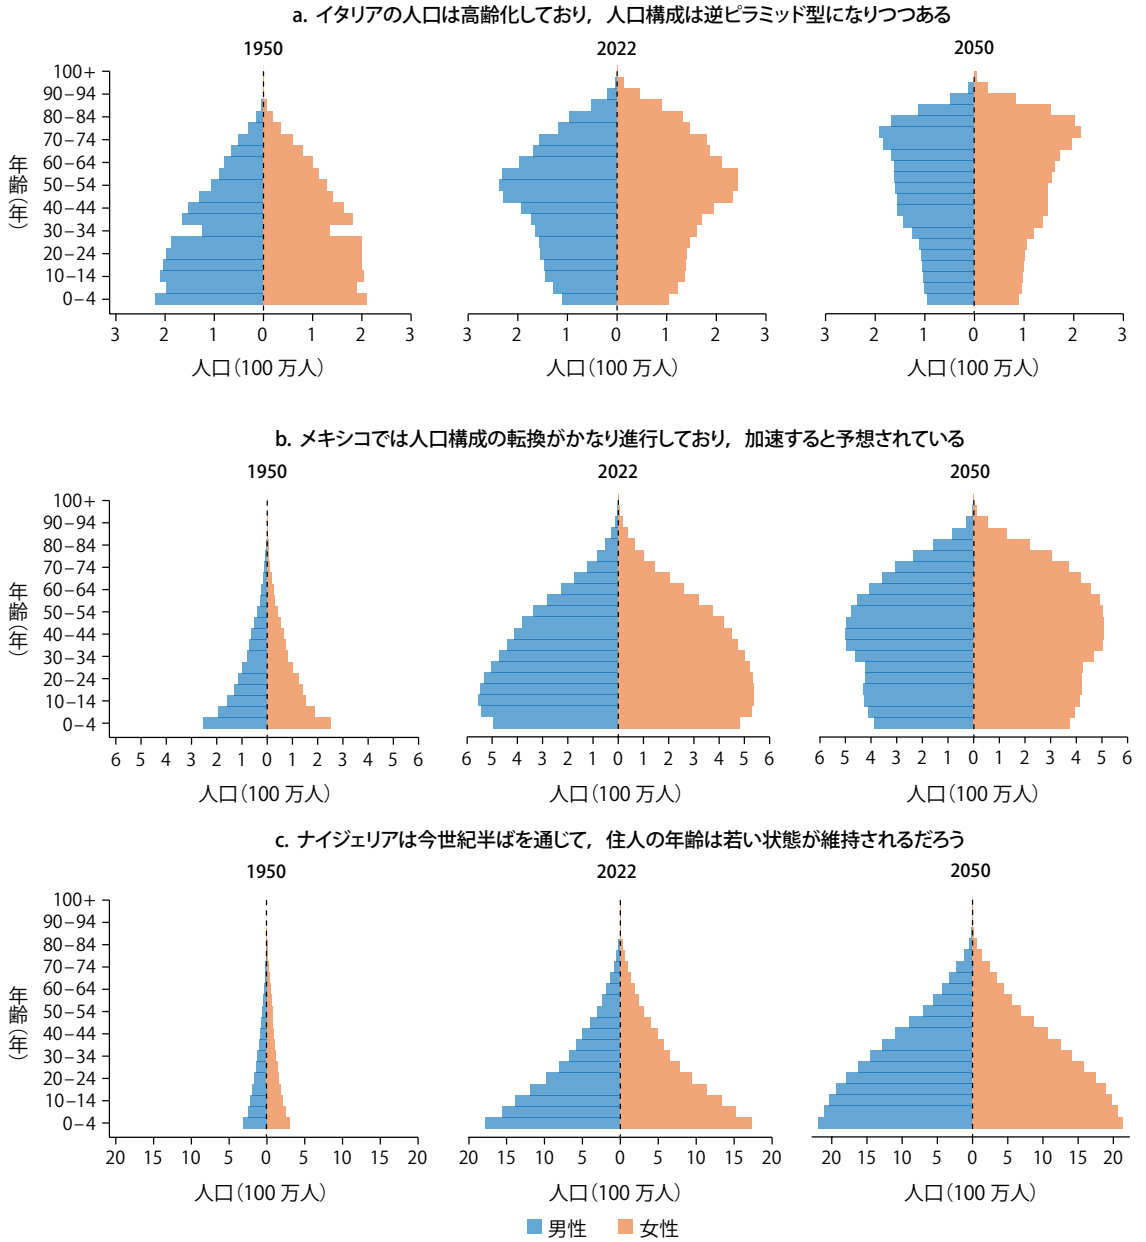 a. イタリアの人口は高齢化しており，人口構成は逆ピラミッド型になりつつある
1950 2022 2050
100+
90–94
80–84
70–74
60–64
50–54
40–44
30–34
20–24
10–14
0–4
年齢（年）
3 2 1 0 1 2 3 3 2 1 0 1 2 3 3 2 1 0 1 2 3
人口（100 万人） 人口（100 万人） 人口（100 万人）
b. メキシコでは人口構成の転換がかなり進行しており，加速すると予想されている
1950 2022 2050
100+
90–94
80–84
70–74
60–64
50–54
40–44
30–34
20–24
10–14
0–4
年齢（年）
6 5 4 3 2 1 0 1 2 3 4 5 6 6 5 4 3 2 1 0 1 2 3 4 5 6 6 5 4 3 2 1 0 1 2 3 4 5 6
人口（100 万人） 人口（100 万人） 人口（100 万人）
c. ナイジェリアは今世紀半ばを通じて，住人の年齢は若い状態が維持されるだろう
1950 2022 2050
100+
90–94
80–84
70–74
60–64
50–54
40–44
30–34
20–24
10–14
0–4
年齢（年）
20 15 10 5 0 5 10 15 20 20 15 10 5 0 5 10 15 20 20 15 10 5 0 5 10 15 20
人口（100 万人） 人口（100 万人） 人口（100 万人）
男性 女性